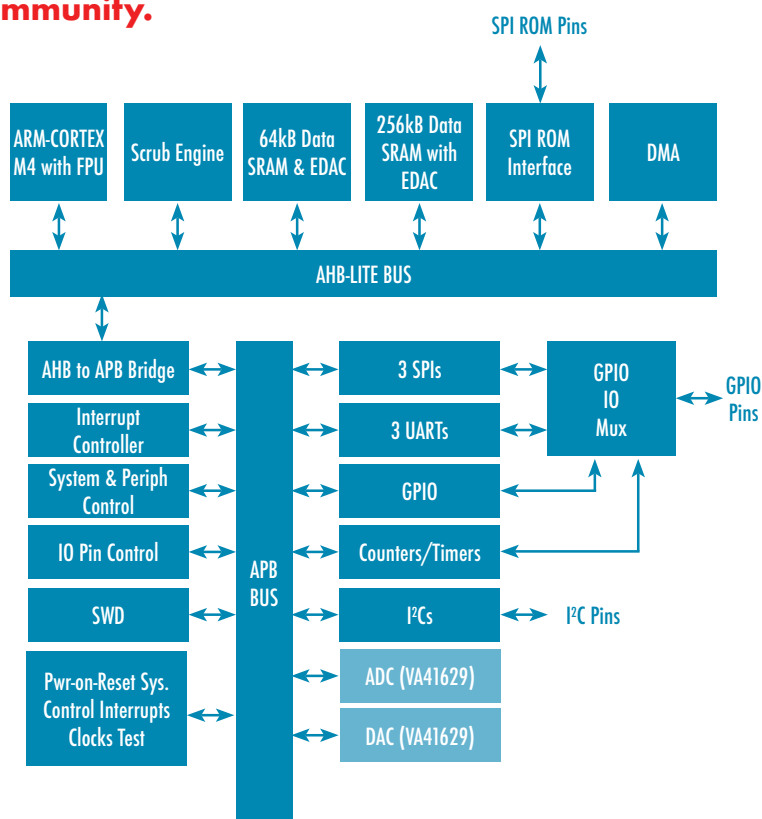 mmunity.
SPI ROM Pins
ARM-CORTEX
M4 with FPU
Scrub Engine
64kB Data
SRAM & EDAC
256kB Data
SRAM with
EDAC
SPI ROM
Interface
DMA
AHB-LITE BUS
AHB to APB Bridge
Interrupt
Controller
System & Periph
Control
IO Pin Control
SWD
Pwr-on-Reset Sys.
Control Interrupts
Clocks Test
APB
BUS
3 SPIs
3 UARTs
GPIO
Counters/Timers
I²Cs
ADC (VA41629)
DAC (VA41629)
GPIO
IO
Mux
GPIO
Pins
I²C Pins